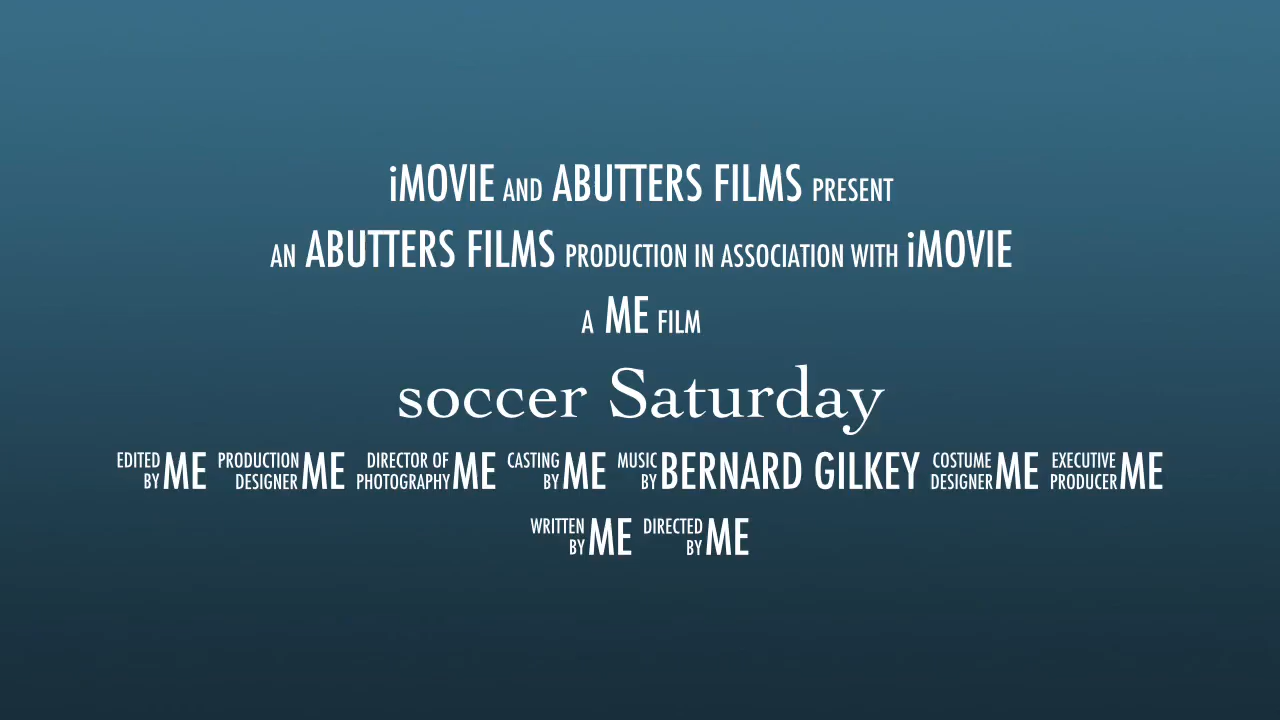 iMOVIE AND ABUTTERS FILMS PRESENT
AN ABUTTERS FILMS PRODUCTION IN ASSOCIATION WITH iMOVIE
A ME FILM
soccer Saturday
EDITED BY ME PRODUCTION DESIGNER ME DIRECTOR OF PHOTOGRAPHY ME CASTING BY ME MUSIC BY BERNARD GILKEY COSTUME DESIGNER ME EXECUTIVE PRODUCER ME
WRITTEN BY ME DIRECTED BY ME